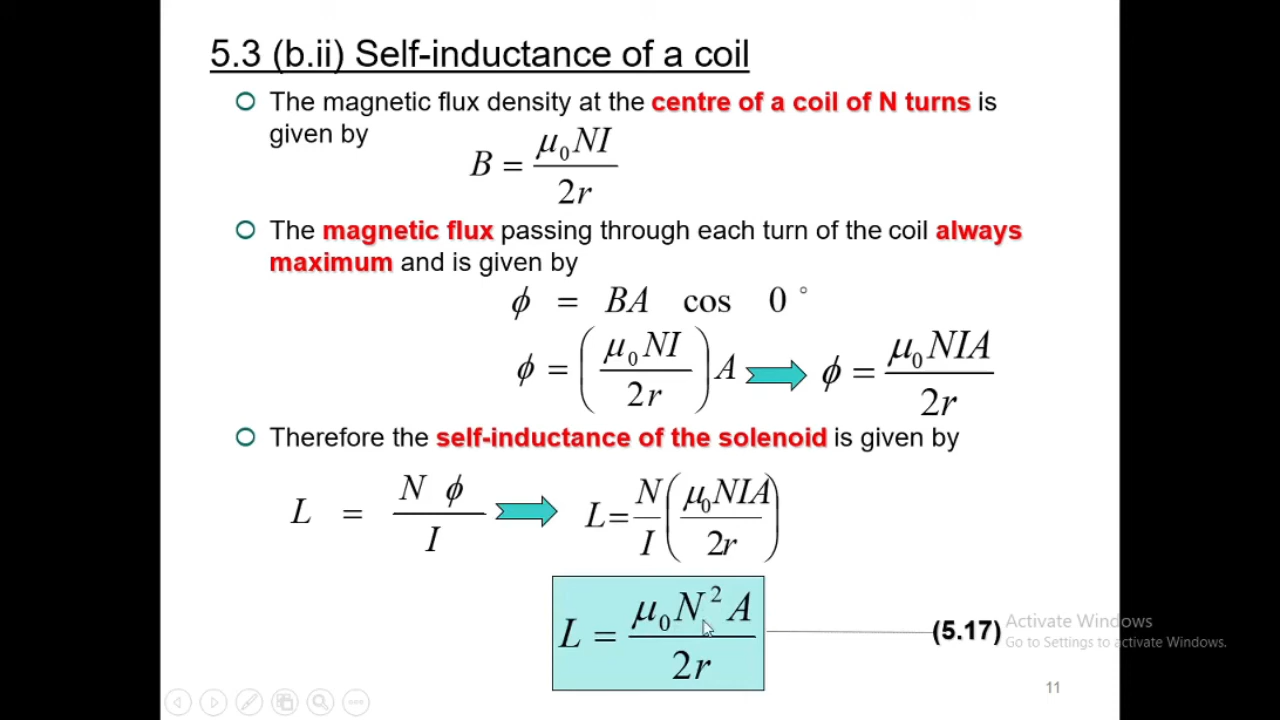 5.3 (b.ii) Self-inductance of a coil
The magnetic flux density at the centre of a coil of N turns is
given by
B = μ₀NI / 2r
The magnetic flux passing through each turn of the coil always
maximum and is given by
ϕ = BA cos 0°
ϕ = (μ₀NI / 2r) A ϕ = μ₀NIA / 2r
Therefore the self-inductance of the solenoid is given by
L = N ϕ / I L = N / I (μ₀NIA / 2r)
L = μ₀N²A / 2r
(5.17)
Activate Windows
Go to Settings to activate Windows.
11